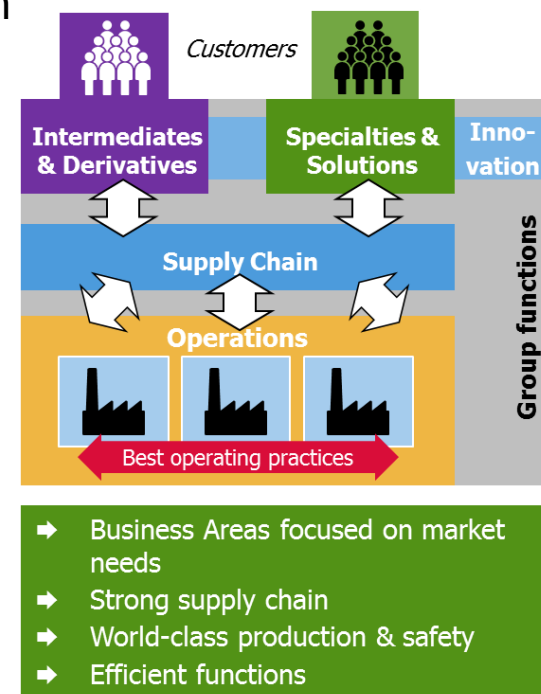 Customers
Intermediates
& Derivatives
Specialties &
Solutions
Inno-
vation
Supply Chain
Group functions
Operations
Best operating practices
Business Areas focused on market
needs
Strong supply chain
World-class production & safety
Efficient functions